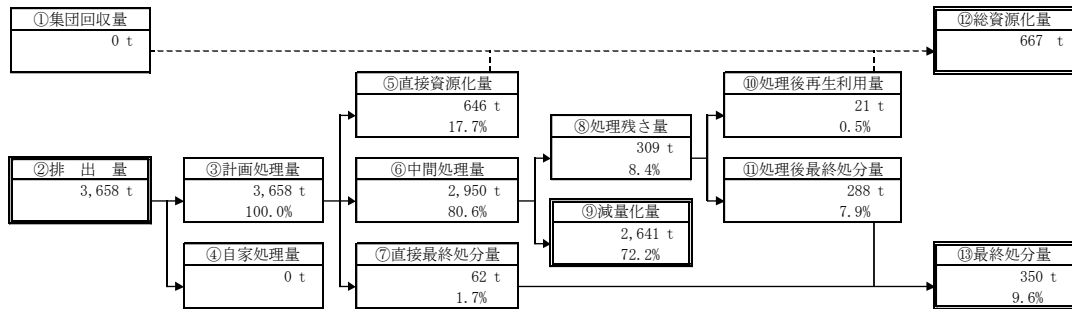 ①集団回収量
0 t
⑫総資源化量
667 t
⑤直接資源化量
646 t
17.7%
⑩処理後再生利用量
21 t
0.5%
⑧処理残さ量
309 t
8.4%
②排 出 量
3,658 t
③計画処理量
3,658 t
100.0%
⑥中間処理量
2,950 t
80.6%
⑪処理後最終処分量
288 t
7.9%
⑨減量化量
2,641 t
72.2%
④自家処理量
0 t
⑦直接最終処分量
62 t
1.7%
⑬最終処分量
350 t
9.6%